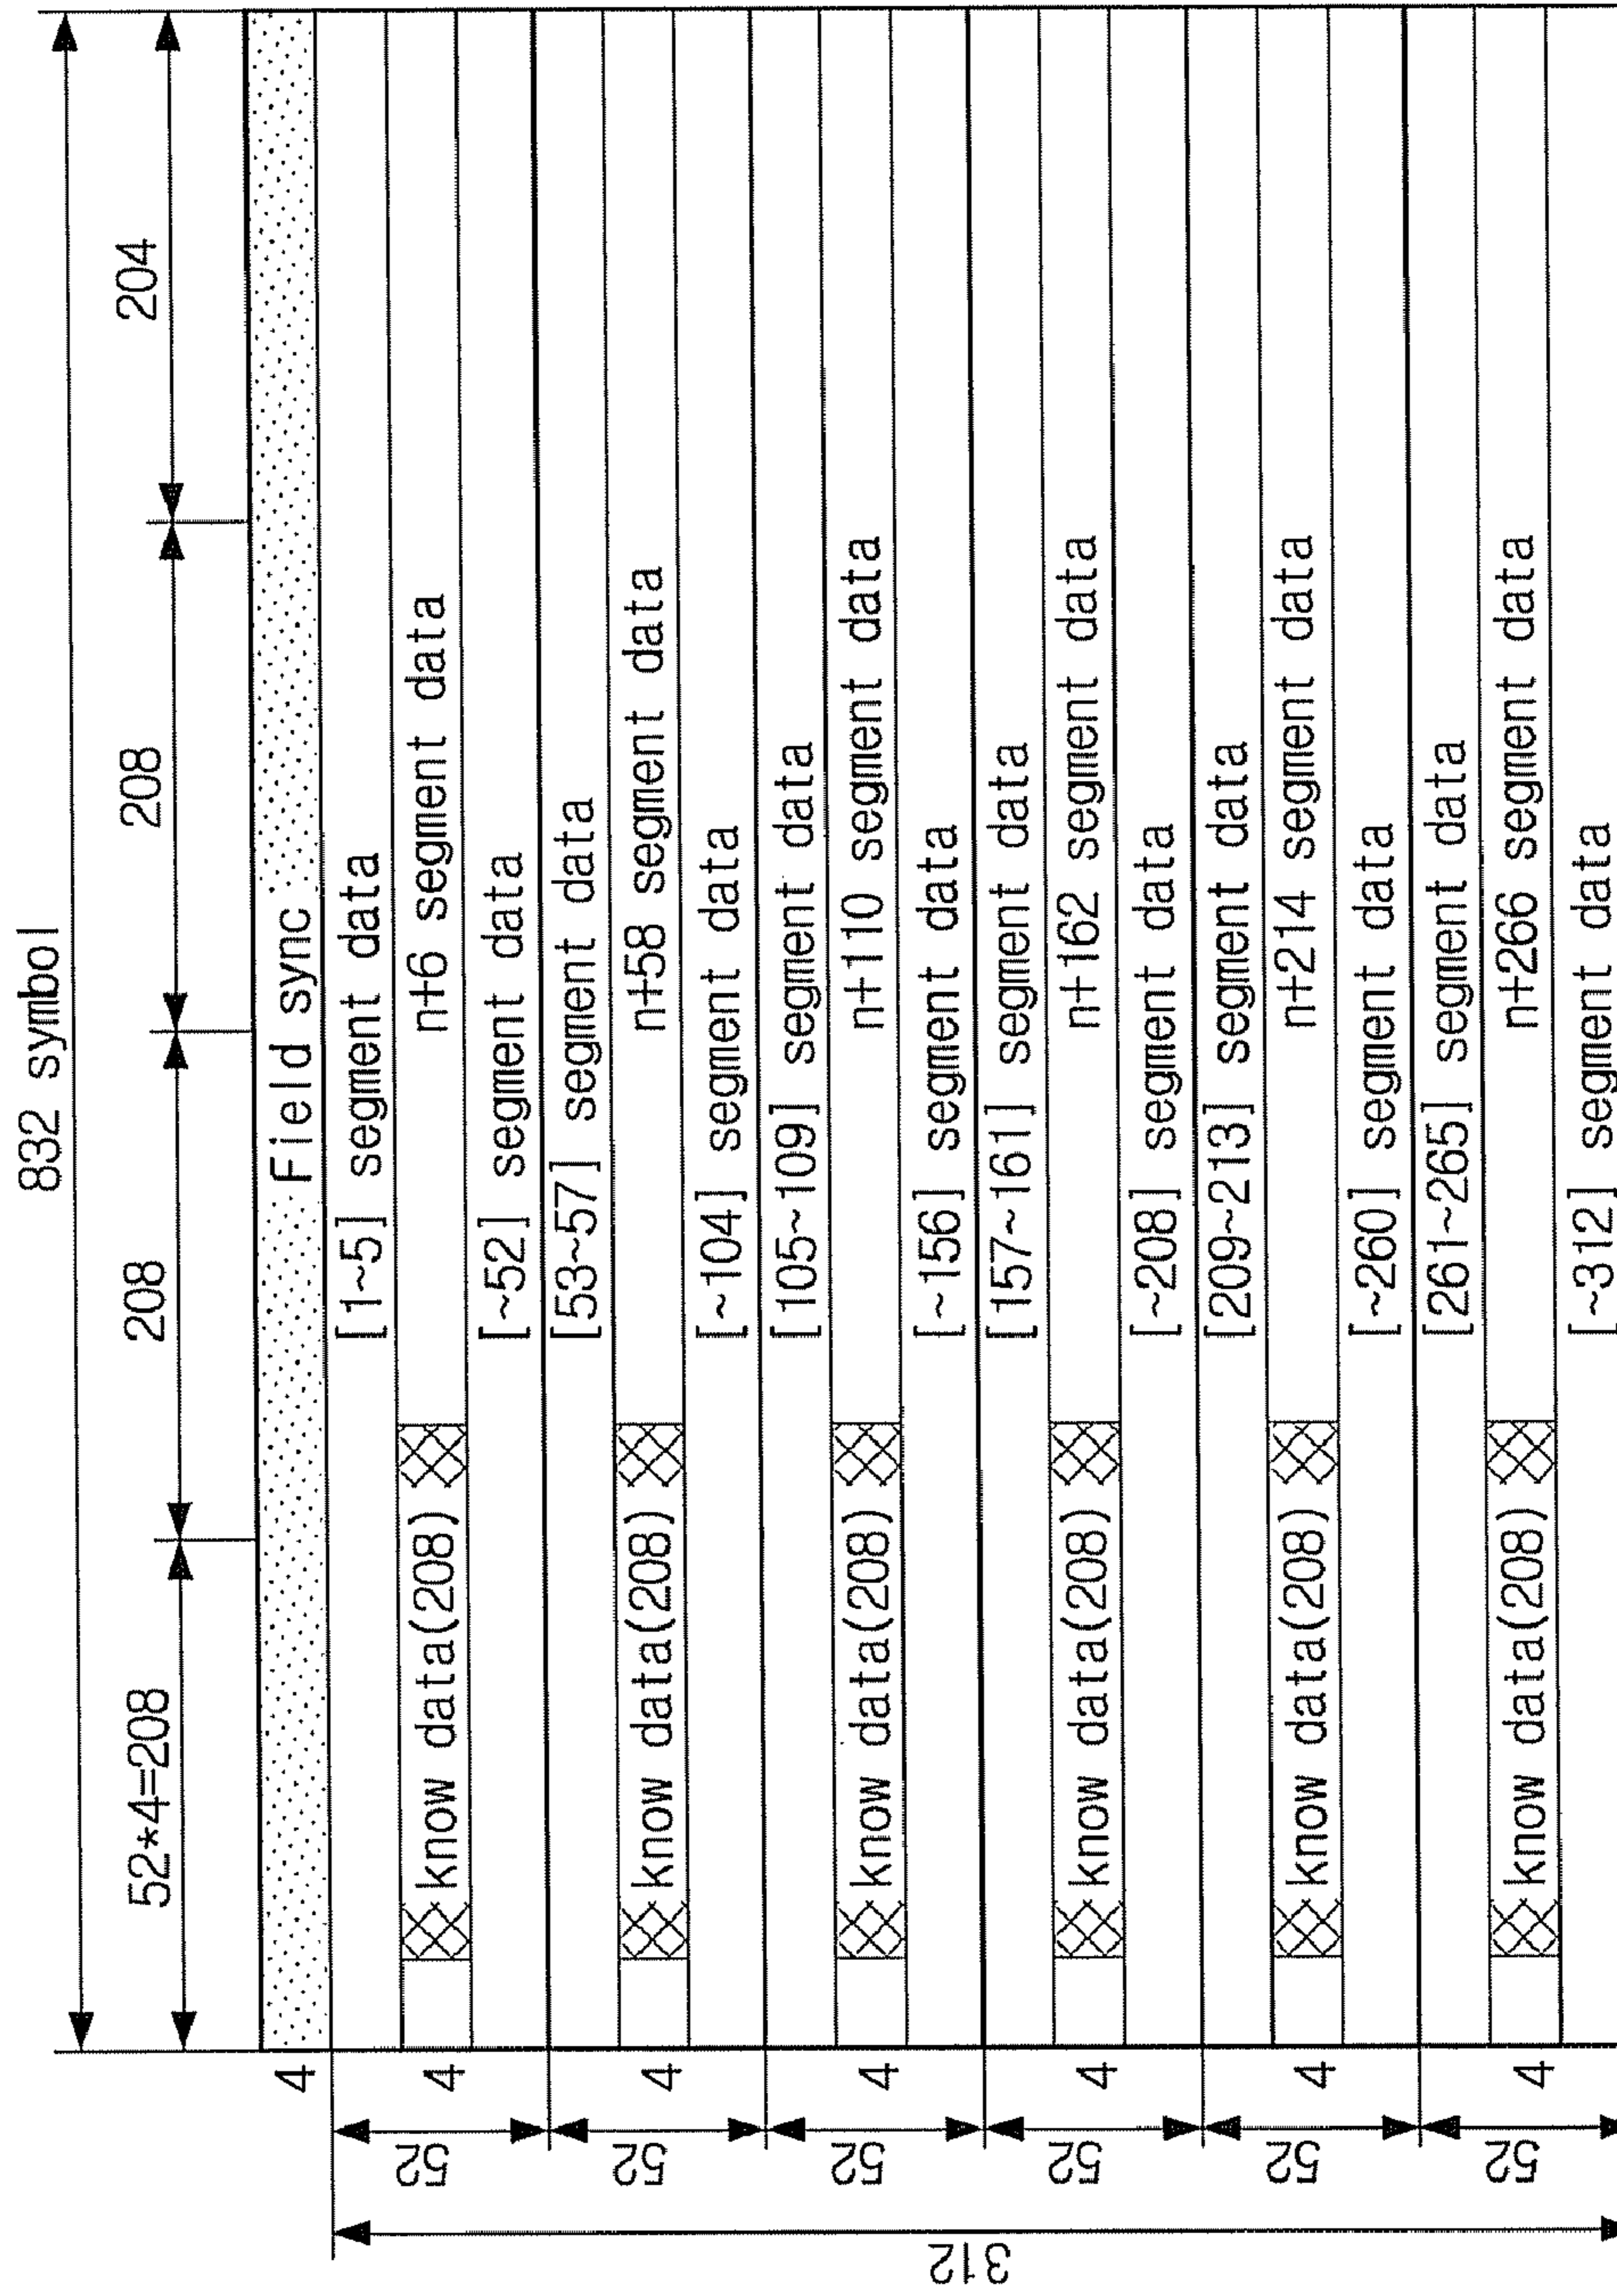 832 symbol
52*4=208
208
208
204
4
Field sync
[1~5] segment data
4
know data(208)
n+6 segment data
[~52] segment data
52
[53~57] segment data
4
know data(208)
n+58 segment data
[~104] segment data
52
[105~109] segment data
4
know data(208)
n+110 segment data
[~156] segment data
52
[157~161] segment data
4
know data(208)
n+162 segment data
[~208] segment data
52
[209~213] segment data
4
know data(208)
n+214 segment data
[~260] segment data
52
[261~265] segment data
4
know data(208)
n+266 segment data
[~312] segment data
52
312